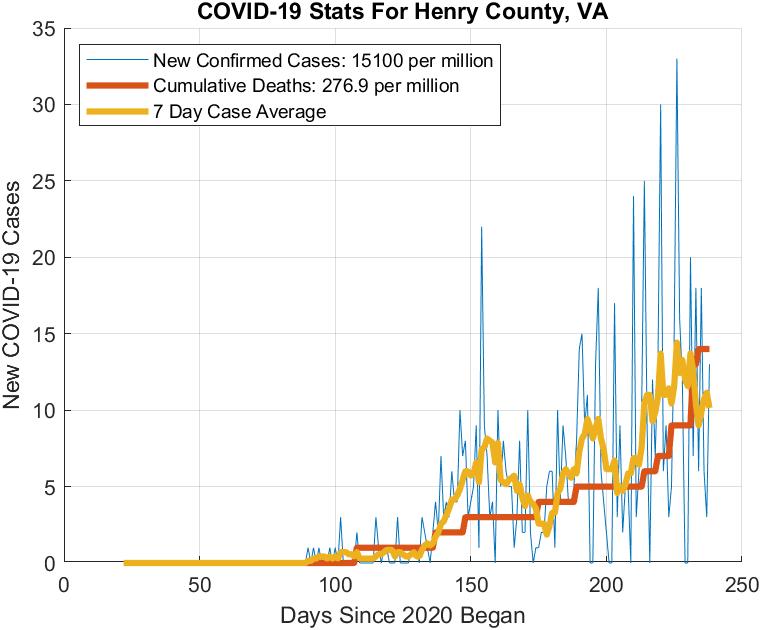 COVID-19 Stats For Henry County, VA
New Confirmed Cases: 15100 per million
Cumulative Deaths: 276.9 per million
7 Day Case Average
New COVID-19 Cases
35
30
25
20
15
10
5
0
0 50 100 150 200 250
Days Since 2020 Began